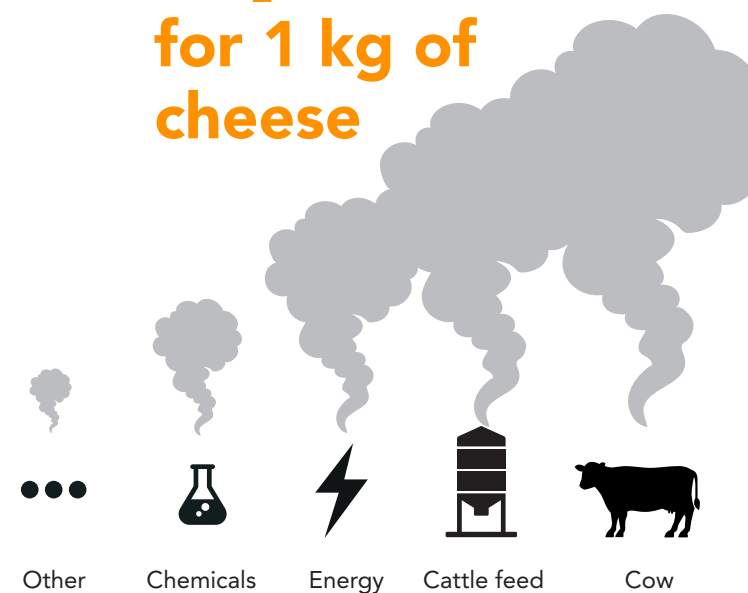 for 1 kg of
cheese
Other
Chemicals
Energy
Cattle feed
Cow